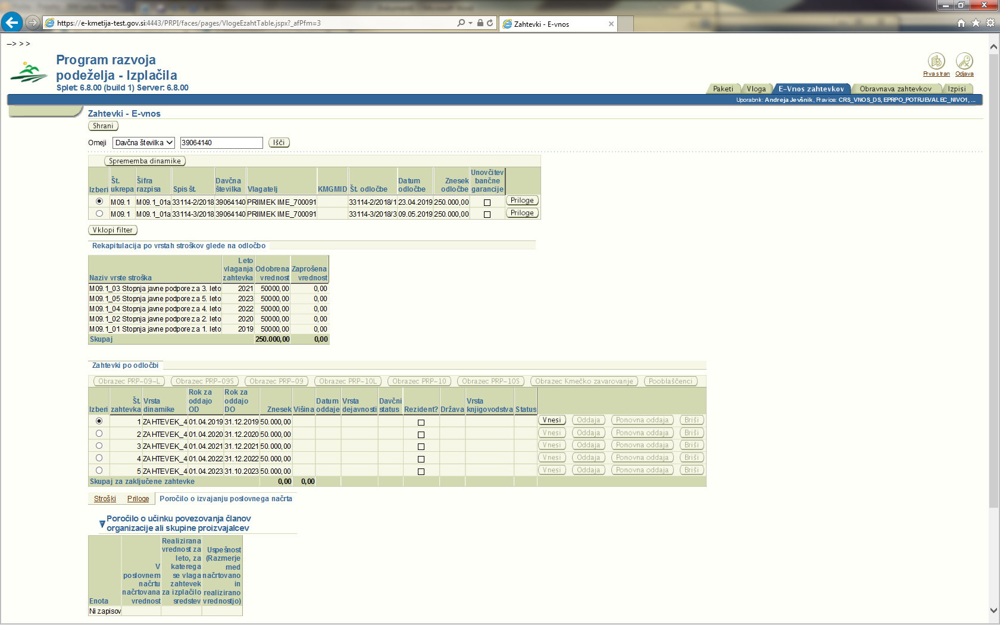 https://e-kmetija-test.gov.si:4443/PRPI/faces/pages/VlogeEzahtTable.jspx?_afPfm=3
Zahtevki - E-vnos
--> > >
Program razvoja
podeželja - Izplačila
Splet: 6.8.00 (build 1) Server: 6.8.00
Prva stran Odjava
Paketi Vloga E-Vnos zahtevkov Obravnava zahtevkov Izpisi
Uporabnik: Andreja Jevšnik, Pravice: CRS_VNOS_DS, EPRPO_POTRJEVALEC_NIVO1, ...
Zahtevki - E-vnos
Shrani
Omeji Davčna številka 39064140 Išči
Sprememba dinamike
Izberi Št. ukrepa Šifra razpisa Spis št. Davčna številka Vlagatelj KMGMID Št. odločbe Datum odločbe Znesek odločbe Unovčitev bančne garancije
M09.1 M09.1_01a 33114-2/2018 39064140 PRIIMEK IME_700091 33114-2/2018/1 23.04.2019 250.000,00 Priloge
M09.1 M09.1_01a 33114-3/2018 39064140 PRIIMEK IME_700091 33114-3/2018/3 09.05.2019 250.000,00 Priloge
Vklopi filter
Rekapitulacija po vrstah stroškov glede na odločbo
Naziv vrste stroška Leto vlaganja zahtevka Odobrena vrednost Zaprošena vrednost
M09.1_03 Stopnja javne podpore za 3. leto 2021 50000,00 0,00
M09.1_05 Stopnja javne podpore za 5. leto 2023 50000,00 0,00
M09.1_04 Stopnja javne podpore za 4. leto 2022 50000,00 0,00
M09.1_02 Stopnja javne podpore za 2. leto 2020 50000,00 0,00
M09.1_01 Stopnja javne podpore za 1. leto 2019 50000,00 0,00
Skupaj 250.000,00 0,00
Zahtevki po odločbi
Obrazec PRP-09-L Obrazec PRP-09S Obrazec PRP-09 Obrazec PRP-10L Obrazec PRP-10 Obrazec PRP-10S Obrazec Kmečko zavarovanje Pooblaščenci
Izberi Št. zahtevka Vrsta dinamike Rok za oddajo OD Rok za oddajo DO Znesek Višina Datum oddaje Vrsta dejavnosti Davčni status Rezident? Država Vrsta knjigovodstva Status
1 ZAHTEVEK_4 01.04.2019 31.12.2019 50.000,00 Vnesi Oddaja Ponovna oddaja Briši
2 ZAHTEVEK_4 01.04.2020 31.12.2020 50.000,00 Vnesi Oddaja Ponovna oddaja Briši
3 ZAHTEVEK_4 01.04.2021 31.12.2021 50.000,00 Vnesi Oddaja Ponovna oddaja Briši
4 ZAHTEVEK_4 01.04.2022 31.12.2022 50.000,00 Vnesi Oddaja Ponovna oddaja Briši
5 ZAHTEVEK_4 01.04.2023 31.10.2023 50.000,00 Vnesi Oddaja Ponovna oddaja Briši
Skupaj za zaključene zahtevke 0,00 0,00
Stroški Priloge Poročilo o izvajanju poslovnega načrta
Poročilo o učinku povezovanja članov
organizacije ali skupine proizvajalcev
Enota V poslovnem načrtu načrtovana vrednost Realizirana vrednost za leto, za katerega se vlaga zahtevek za izplačilo sredstev Uspešnost (Razmerje med načrtovano in realizirano vrednostjo)
Ni zapisov